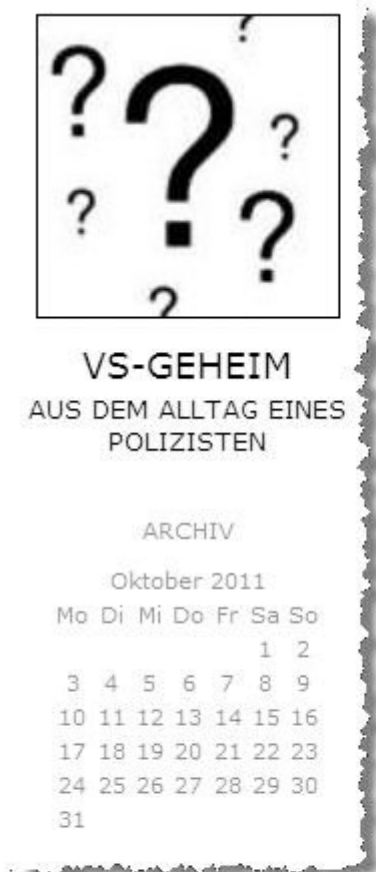 ? ? ? ? ? ? ?
VS-GEHEIM
AUS DEM ALLTAG EINES
POLIZISTEN
ARCHIV
Oktober 2011
Mo Di Mi Do Fr Sa So
1 2
3 4 5 6 7 8 9
10 11 12 13 14 15 16
17 18 19 20 21 22 23
24 25 26 27 28 29 30
31